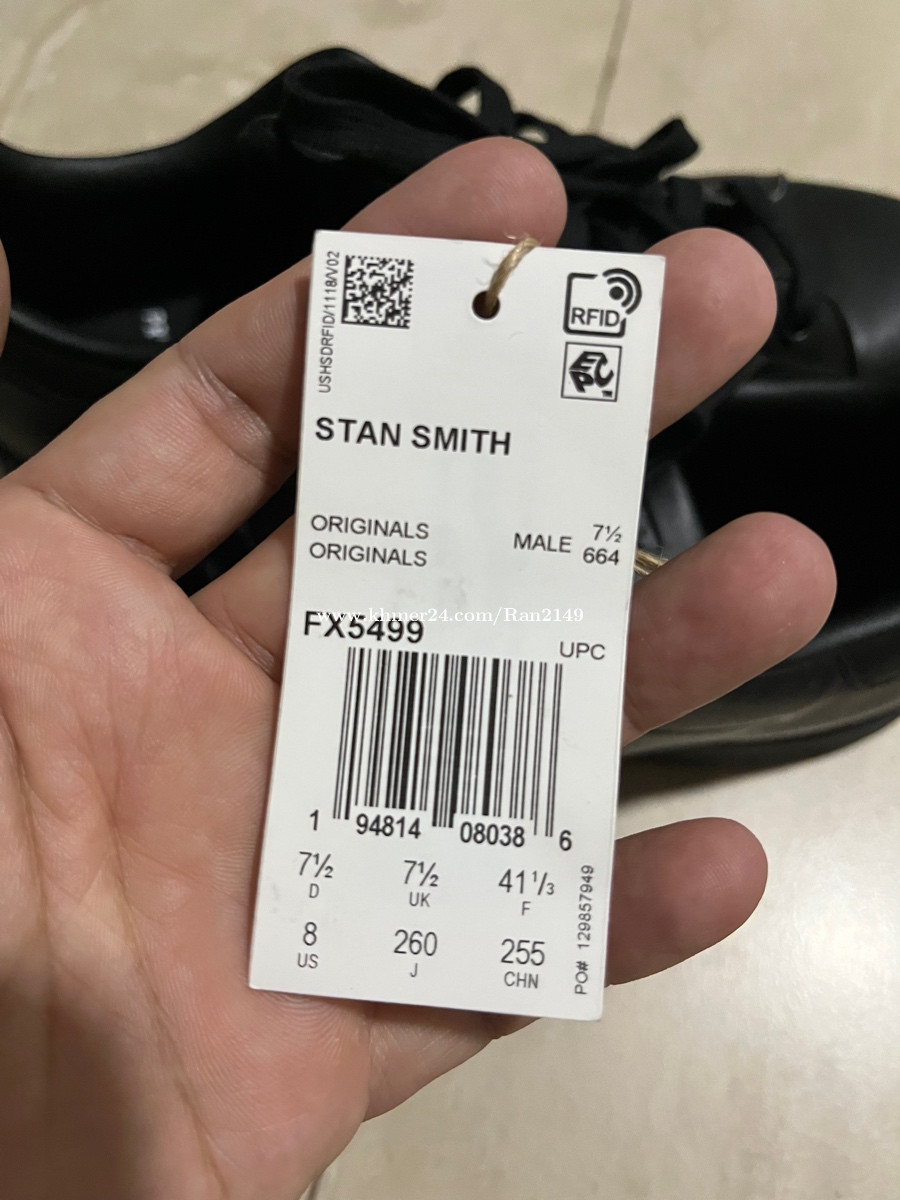 USHSDRFID/1118/V02
RFID
EPC™
STAN SMITH
ORIGINALS
ORIGINALS
MALE 7½
664
www.khmer24.com/Ran2149
FX5499
UPC
1 94814 08038 6
7½ 7½ 41⅓
D UK F
8 260 255
US J CHN
PO# 129857949